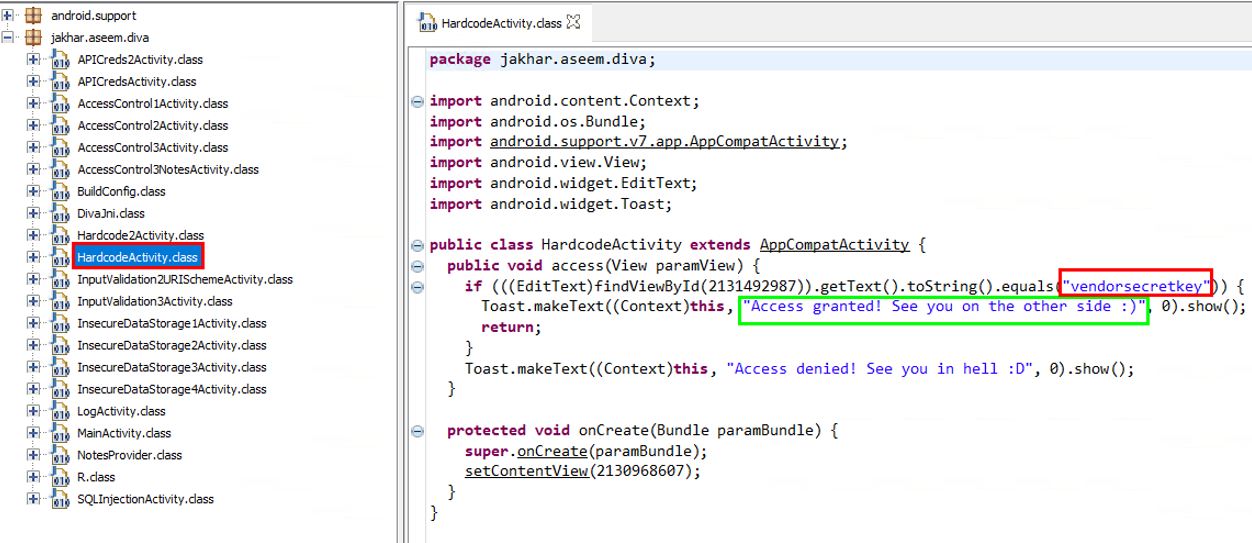 android.support
jakhar.aseem.diva
APICreds2Activity.class
APICredsActivity.class
AccessControl1Activity.class
AccessControl2Activity.class
AccessControl3Activity.class
AccessControl3NotesActivity.class
BuildConfig.class
DivaJni.class
Hardcode2Activity.class
HardcodeActivity.class
InputValidation2URISchemeActivity.class
InputValidation3Activity.class
InsecureDataStorage1Activity.class
InsecureDataStorage2Activity.class
InsecureDataStorage3Activity.class
InsecureDataStorage4Activity.class
LogActivity.class
MainActivity.class
NotesProvider.class
R.class
SQLInjectionActivity.class
HardcodeActivity.class
package jakhar.aseem.diva;
import android.content.Context;
import android.os.Bundle;
import android.support.v7.app.AppCompatActivity;
import android.view.View;
import android.widget.EditText;
import android.widget.Toast;
public class HardcodeActivity extends AppCompatActivity {
public void access(View paramView) {
if (((EditText)findViewById(2131492987)).getText().toString().equals("vendorsecretkey")) {
Toast.makeText((Context)this, "Access granted! See you on the other side :)", 0).show();
return;
}
Toast.makeText((Context)this, "Access denied! See you in hell :D", 0).show();
}
protected void onCreate(Bundle paramBundle) {
super.onCreate(paramBundle);
setContentView(2130968607);
}
}